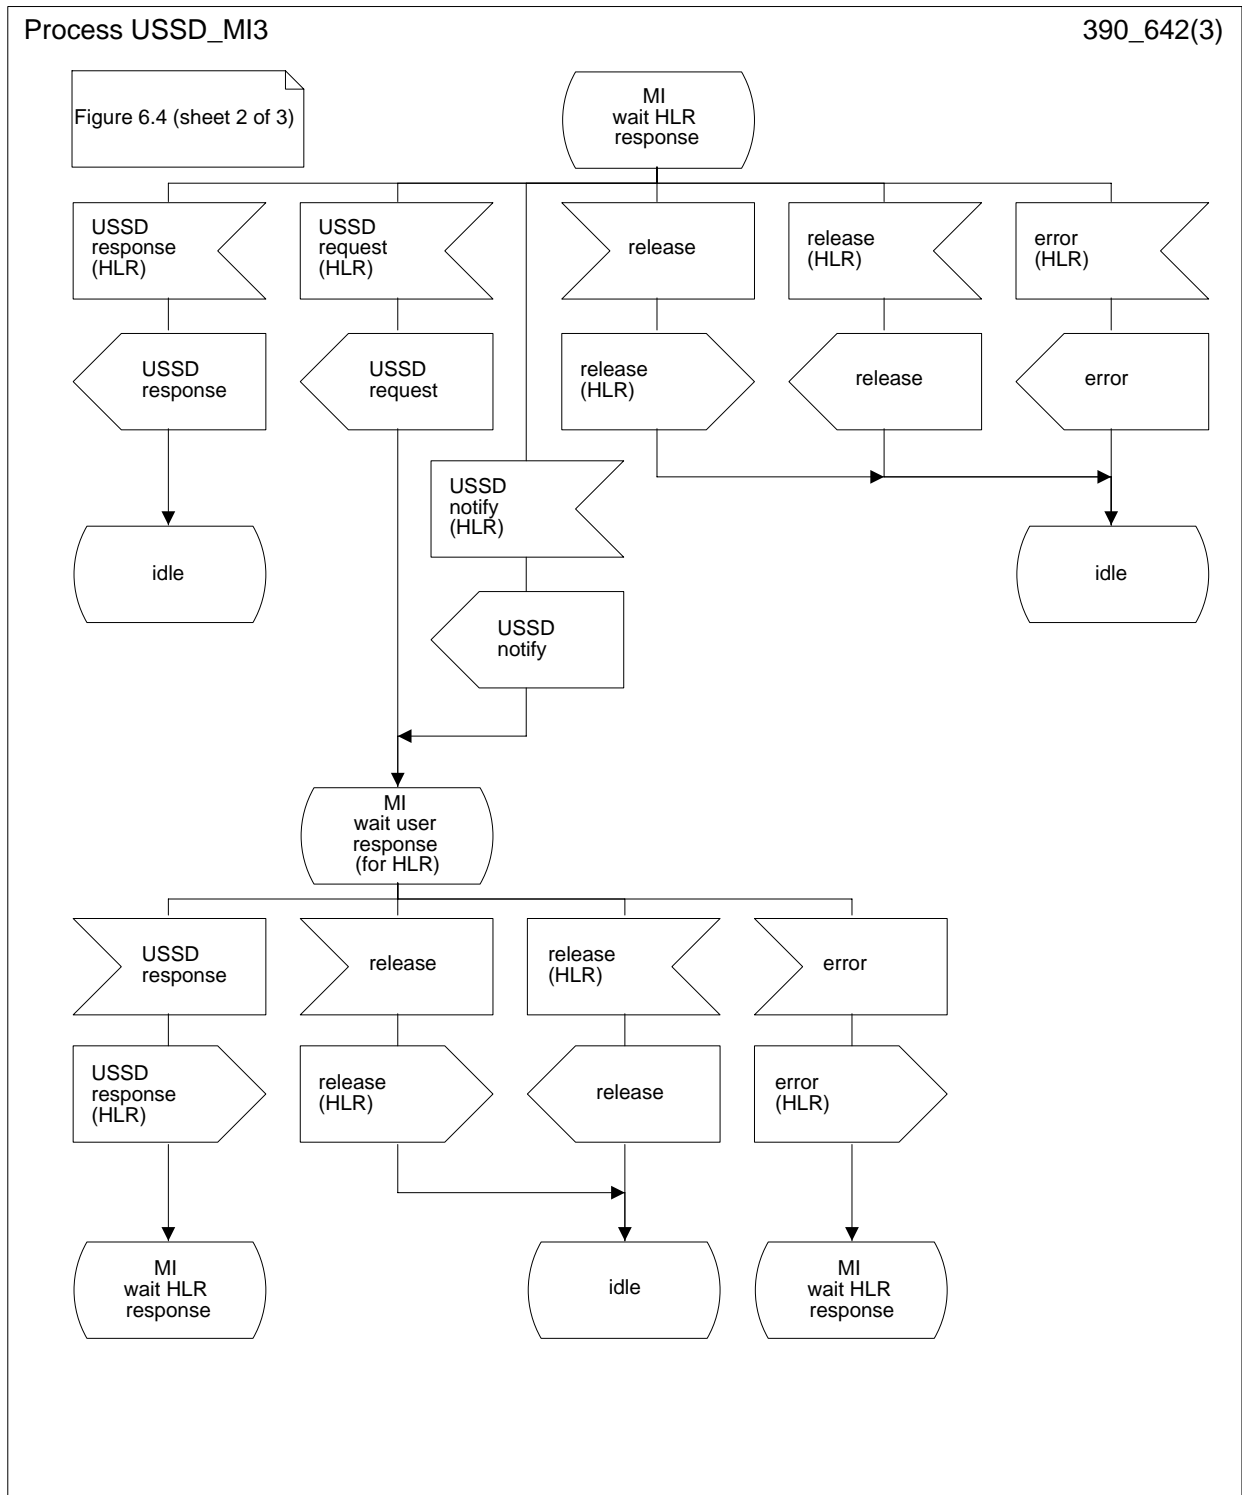 Process USSD_MI3
390_642(3)
Figure 6.4 (sheet 2 of 3)
MI
wait HLR
response
USSD
response
(HLR)
USSD
request
(HLR)
release
release
(HLR)
error
(HLR)
USSD
response
USSD
request
release
(HLR)
release
error
USSD
notify
(HLR)
idle
idle
USSD
notify
MI
wait user
response
(for HLR)
USSD
response
release
release
(HLR)
error
USSD
response
(HLR)
release
(HLR)
release
error
(HLR)
MI
wait HLR
response
idle
MI
wait HLR
response